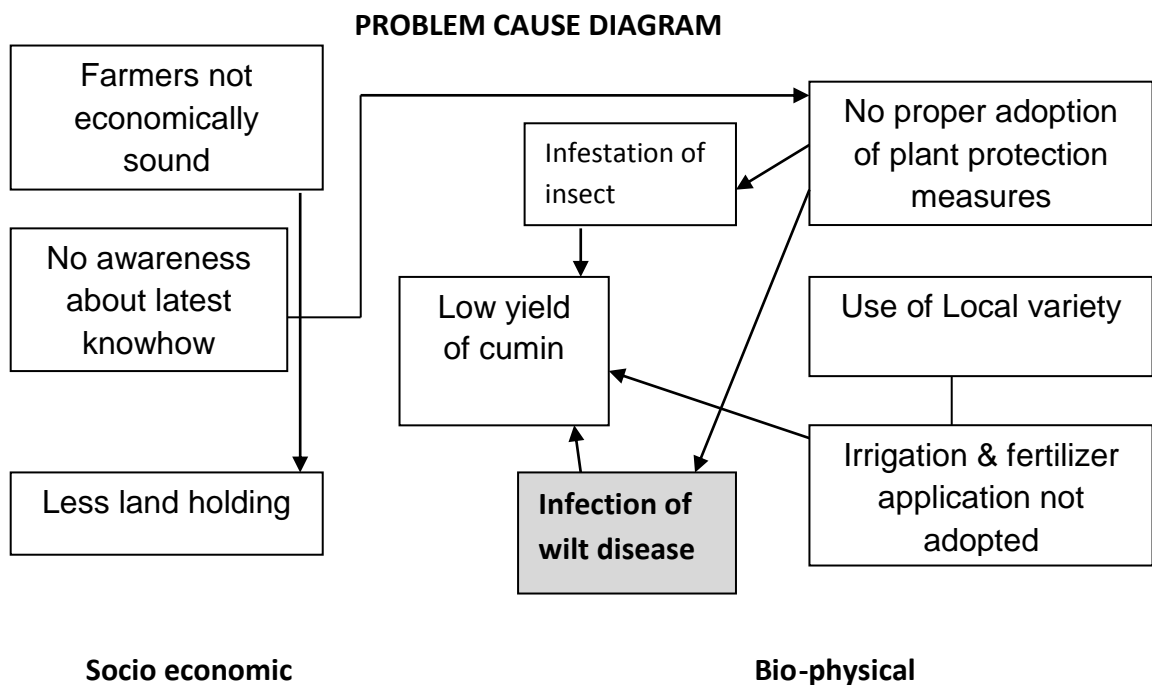 PROBLEM CAUSE DIAGRAM
Farmers not
economically
sound
No awareness
about latest
knowhow
Less land holding
Infestation of
insect
Low yield
of cumin
Infection of
wilt disease
No proper adoption
of plant protection
measures
Use of Local variety
Irrigation & fertilizer
application not
adopted
Socio economic
Bio-physical